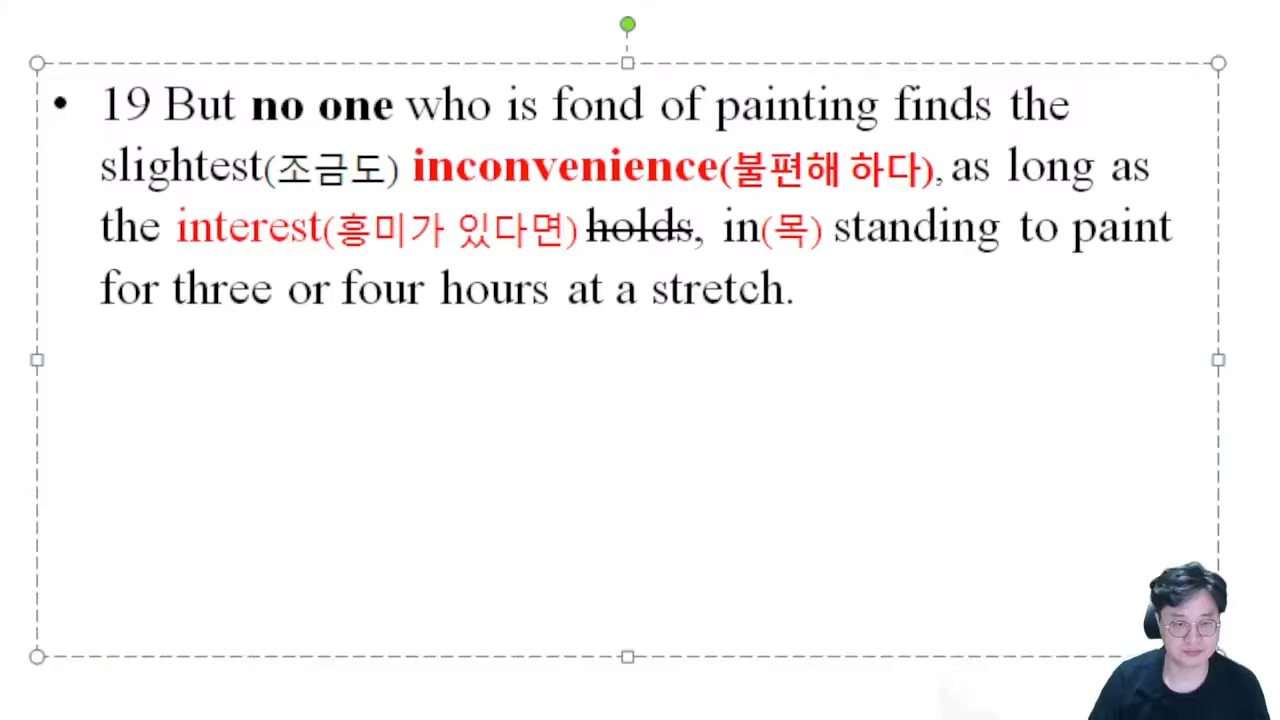 • 19 But no one who is fond of painting finds the
slightest(조금도) inconvenience(불편해 하다), as long as
the interest(흥미가 있다면) holds, in(목) standing to paint
for three or four hours at a stretch.